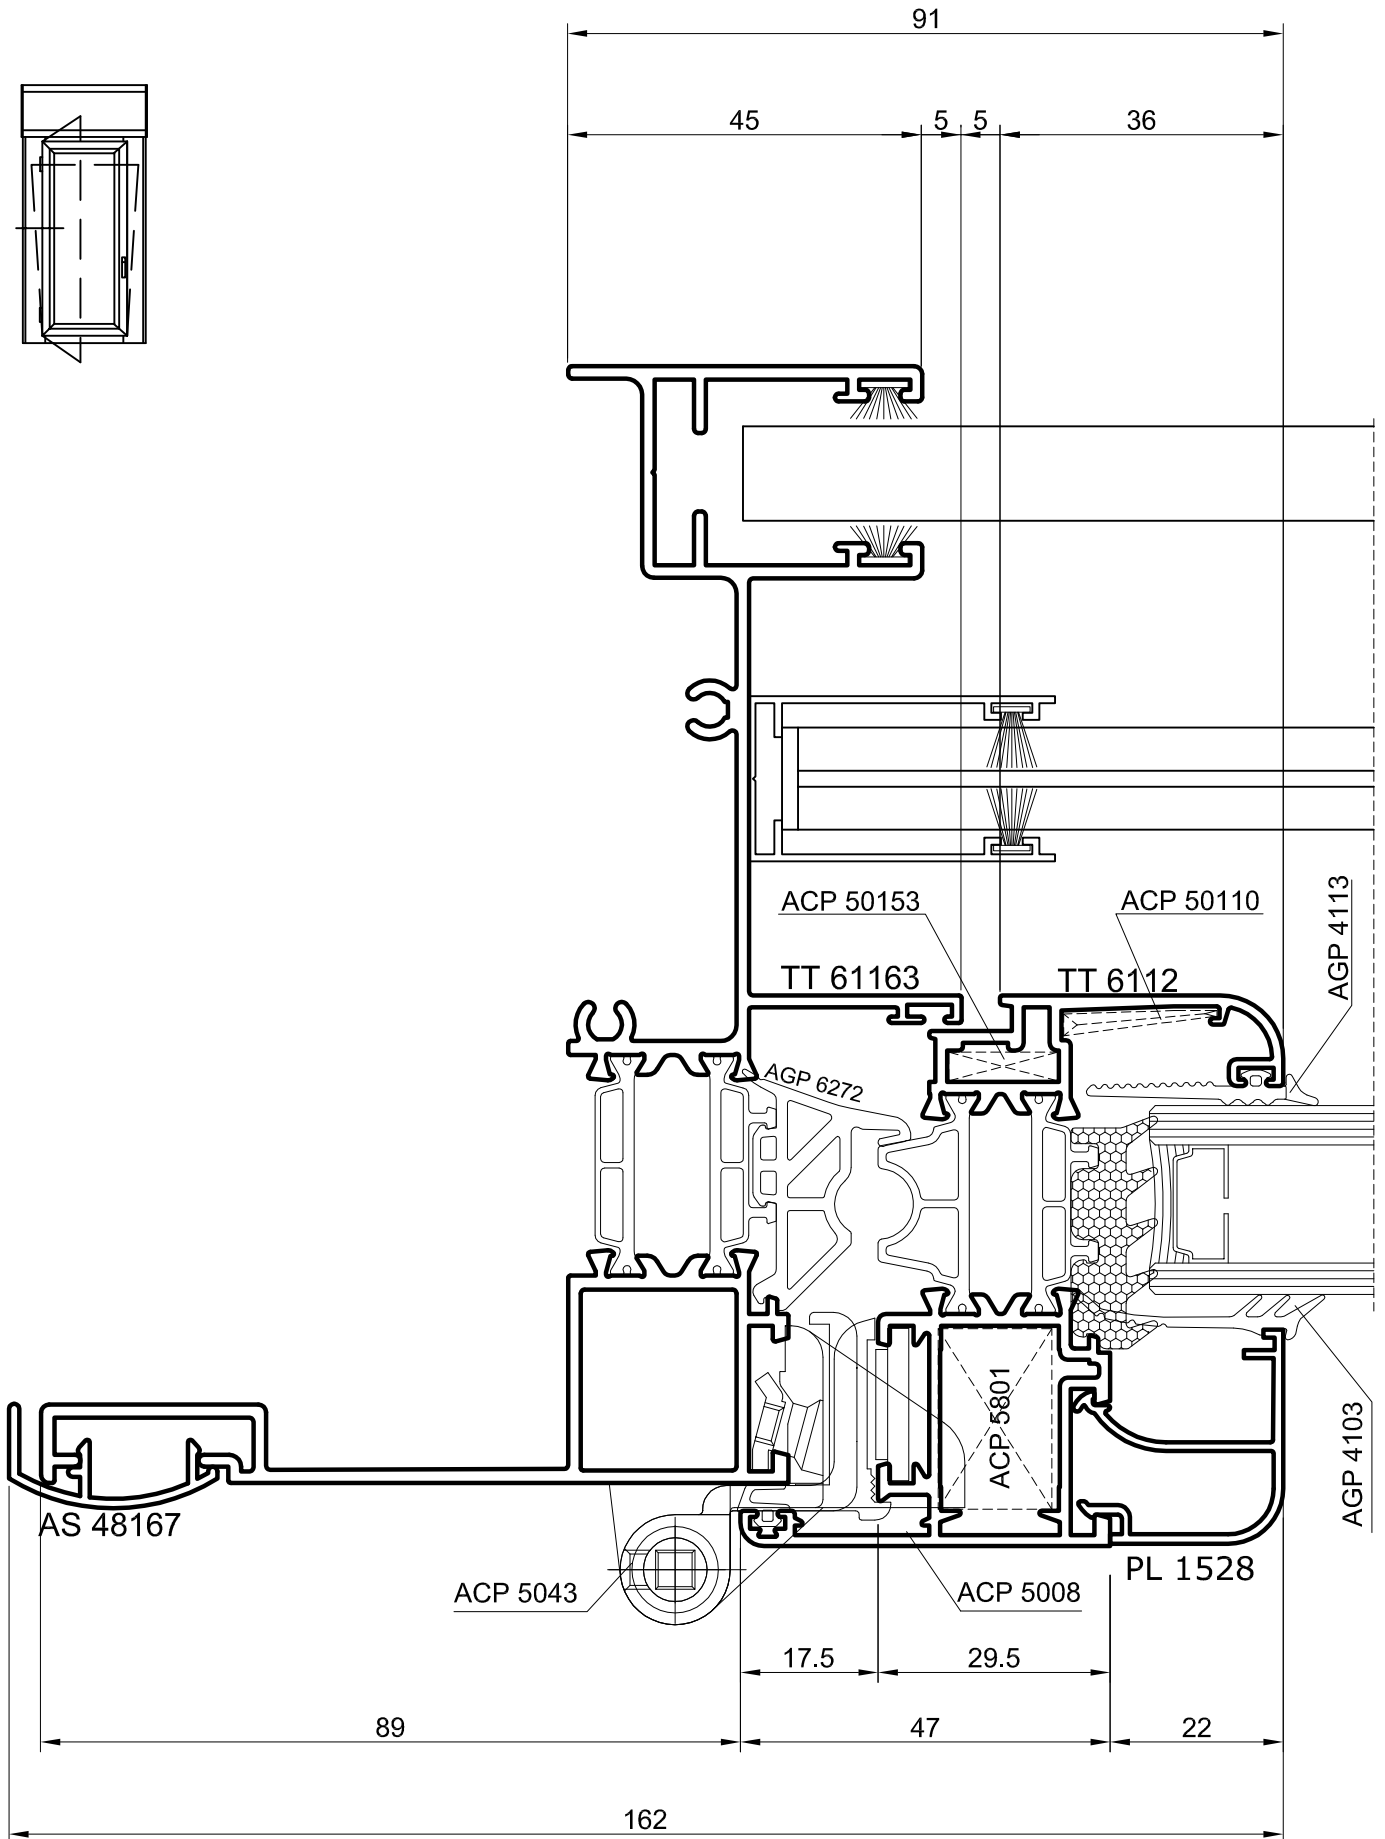 91
45
5
5
36
ACP 50153
ACP 50110
AGP 4113
TT 61163
TT 6112
AGP 6272
ACP 5801
AGP 4103
AS 48167
PL 1528
ACP 5043
ACP 5008
17.5
29.5
89
47
22
162